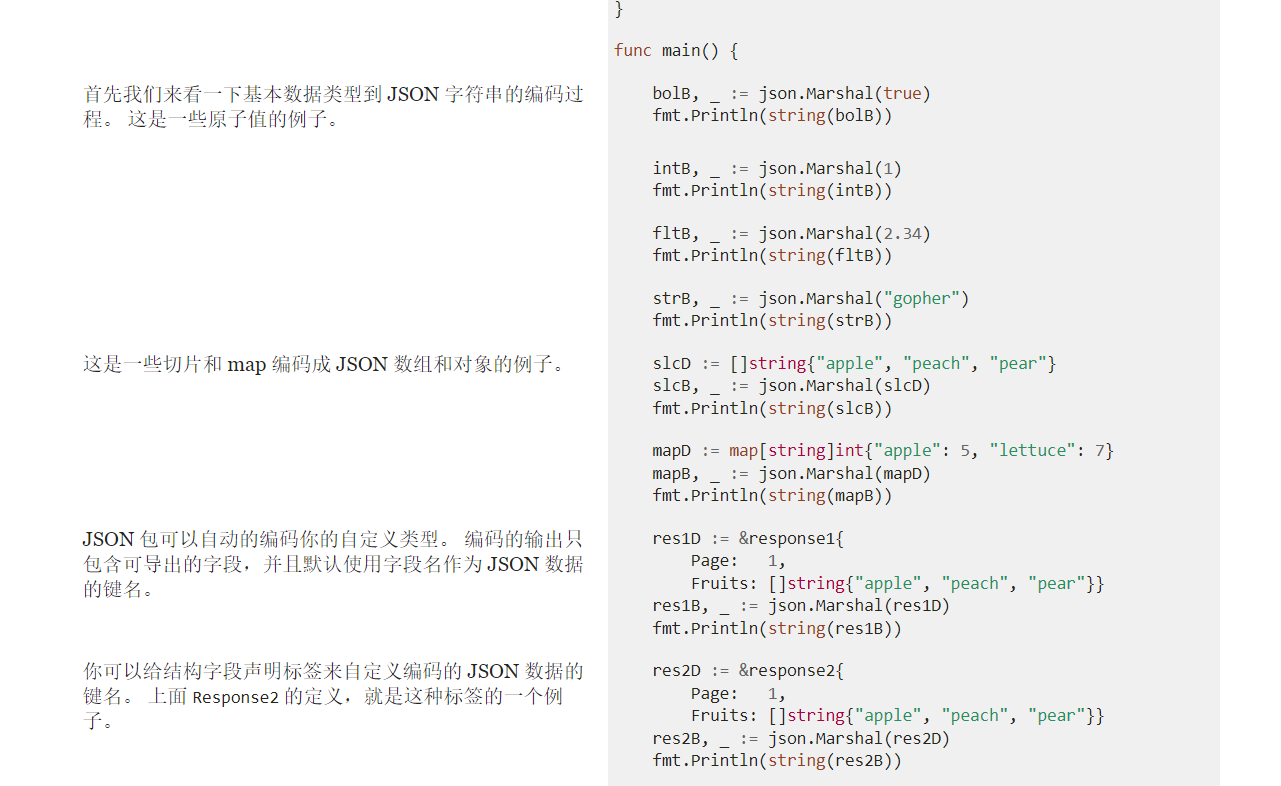 }
func main() {
首先我们来看一下基本数据类型到 JSON 字符串的编码过
程。 这是一些原子值的例子。
bolB, _ := json.Marshal(true)
fmt.Println(string(bolB))
intB, _ := json.Marshal(1)
fmt.Println(string(intB))
fltB, _ := json.Marshal(2.34)
fmt.Println(string(fltB))
strB, _ := json.Marshal("gopher")
fmt.Println(string(strB))
这是一些切片和 map 编码成 JSON 数组和对象的例子。
slcD := []string{"apple", "peach", "pear"}
slcB, _ := json.Marshal(slcD)
fmt.Println(string(slcB))
mapD := map[string]int{"apple": 5, "lettuce": 7}
mapB, _ := json.Marshal(mapD)
fmt.Println(string(mapB))
JSON 包可以自动的编码你的自定义类型。 编码的输出只
包含可导出的字段，并且默认使用字段名作为 JSON 数据
的键名。
res1D := &response1{
Page:   1,
Fruits: []string{"apple", "peach", "pear"}}
res1B, _ := json.Marshal(res1D)
fmt.Println(string(res1B))
你可以给结构字段声明标签来自定义编码的 JSON 数据的
键名。 上面 Response2 的定义，就是这种标签的一个例
子。
res2D := &response2{
Page:   1,
Fruits: []string{"apple", "peach", "pear"}}
res2B, _ := json.Marshal(res2D)
fmt.Println(string(res2B))